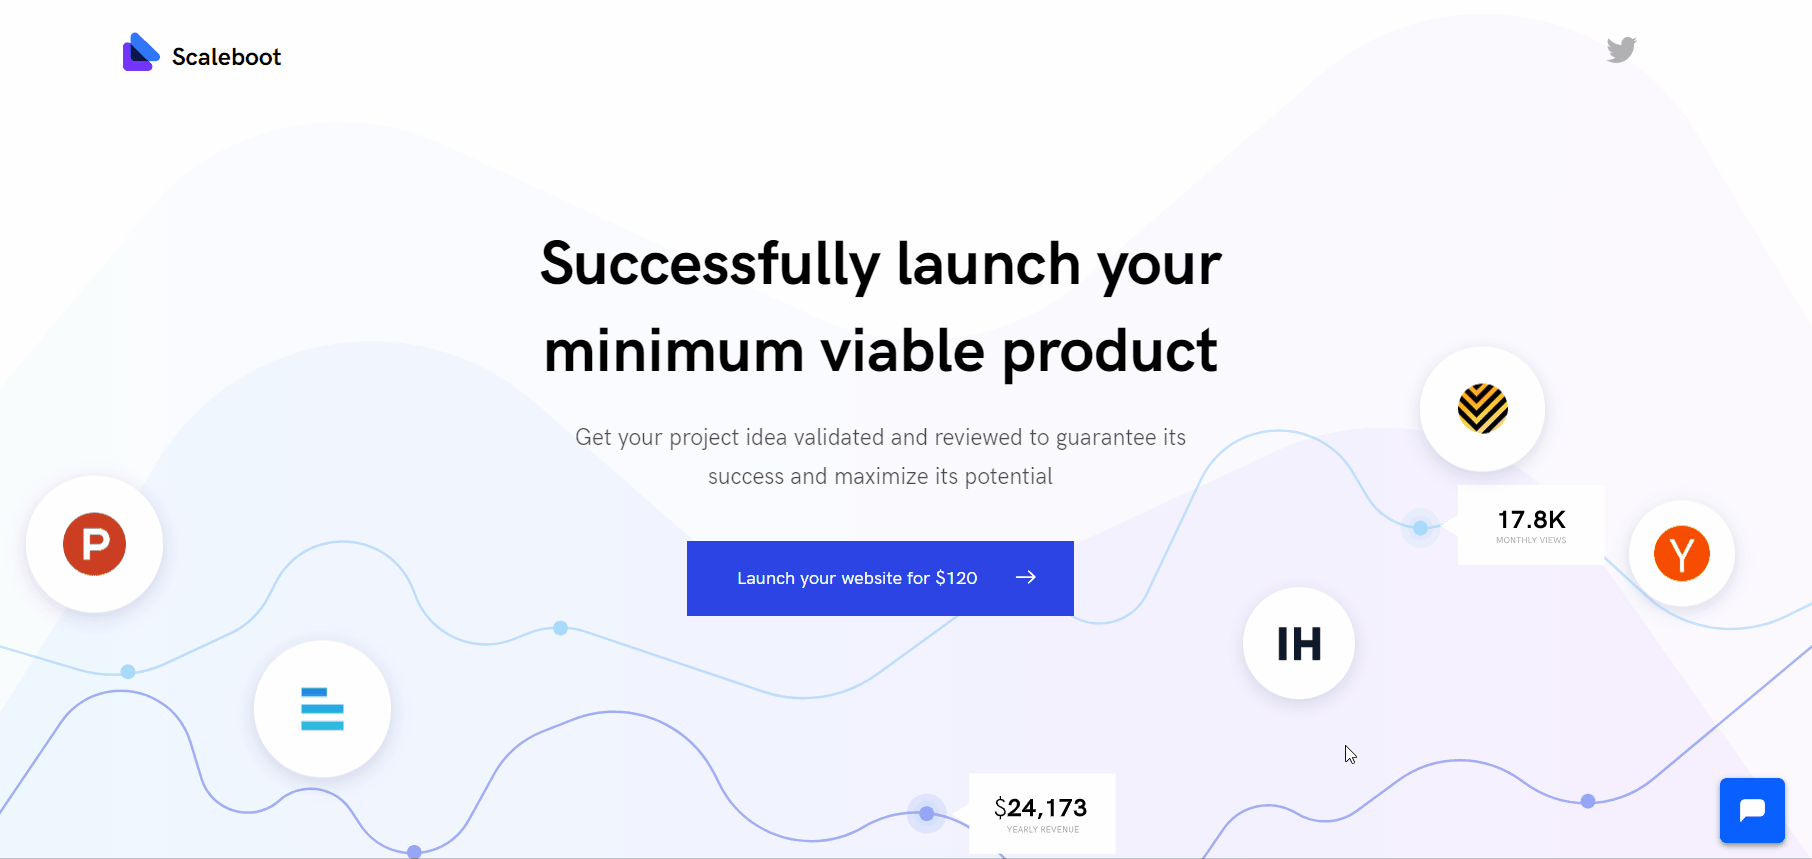 Scaleboot
Successfully launch your
minimum viable product
Get your project idea validated and reviewed to guarantee its
success and maximize its potential
Launch your website for $120
17.8K
MONTHLY VIEWS
P
Y
IH
$24,173
YEARLY REVENUE